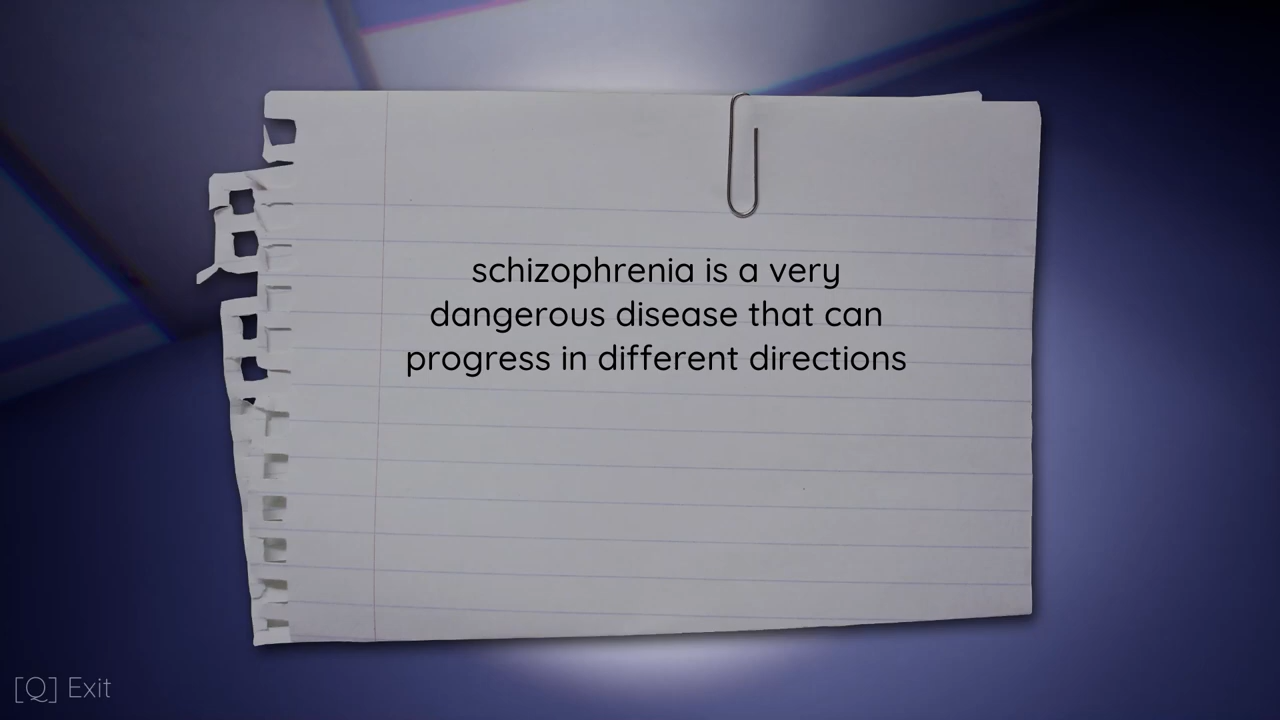 schizophrenia is a very
dangerous disease that can
progress in different directions
[Q] Exit